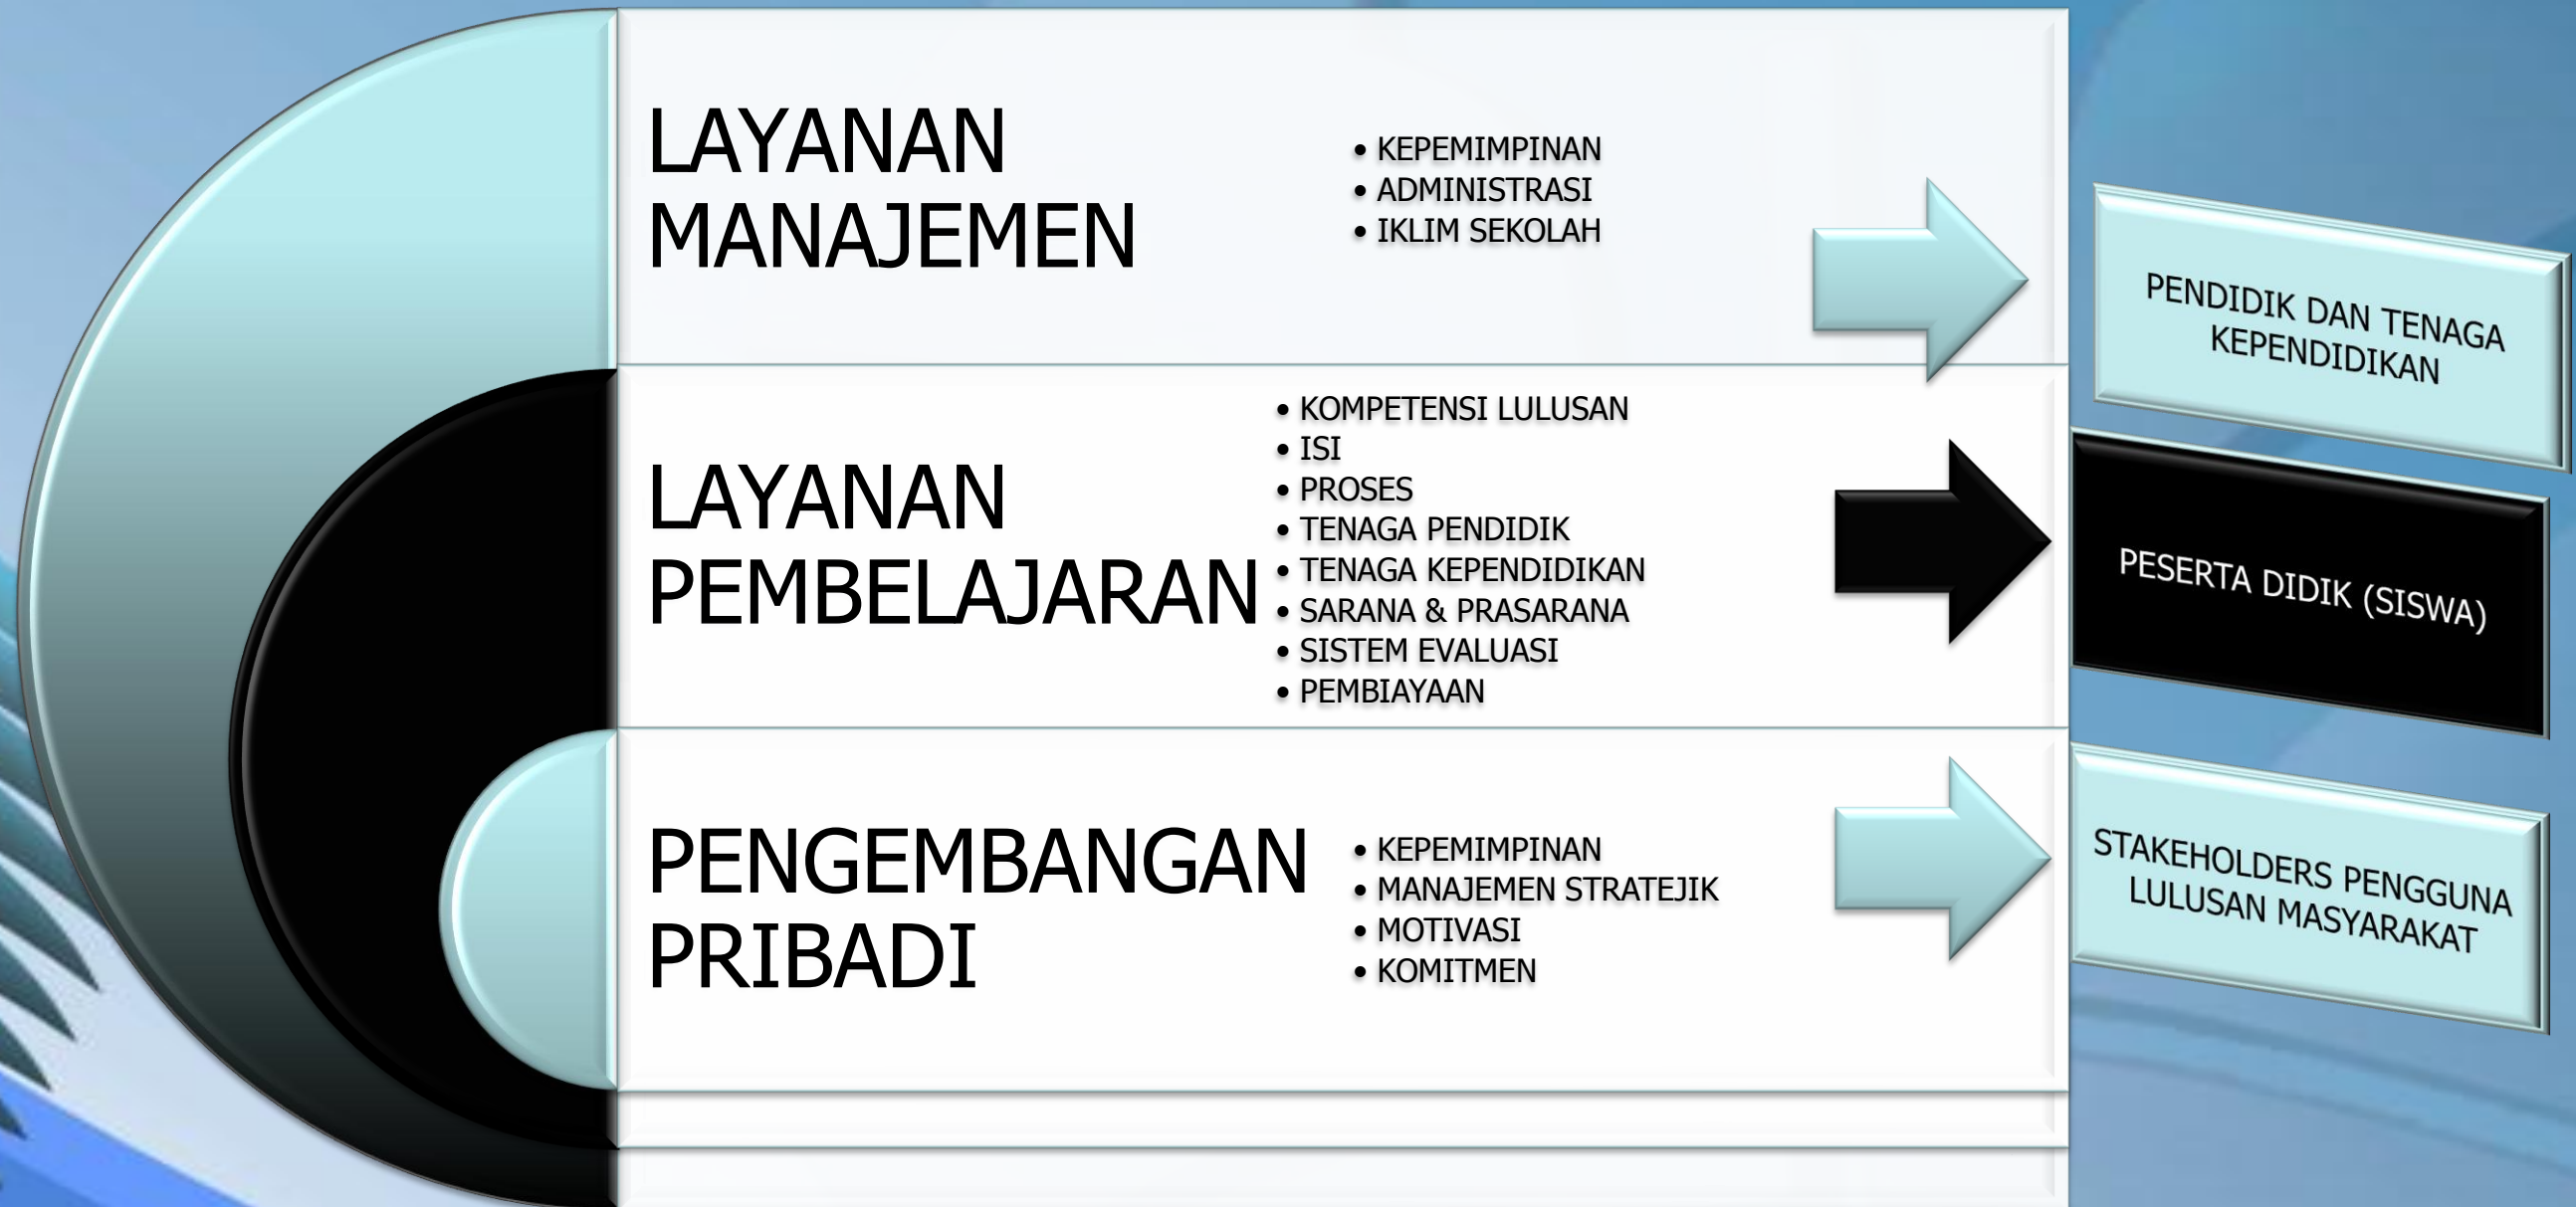 LAYANAN
MANAJEMEN
• KEPEMIMPINAN
• ADMINISTRASI
• IKLIM SEKOLAH
PENDIDIK DAN TENAGA
KEPENDIDIKAN
LAYANAN
PEMBELAJARAN
• KOMPETENSI LULUSAN
• ISI
• PROSES
• TENAGA PENDIDIK
• TENAGA KEPENDIDIKAN
• SARANA & PRASARANA
• SISTEM EVALUASI
• PEMBIAYAAN
PESERTA DIDIK (SISWA)
PENGEMBANGAN
PRIBADI
• KEPEMIMPINAN
• MANAJEMEN STRATEJIK
• MOTIVASI
• KOMITMEN
STAKEHOLDERS PENGGUNA
LULUSAN MASYARAKAT